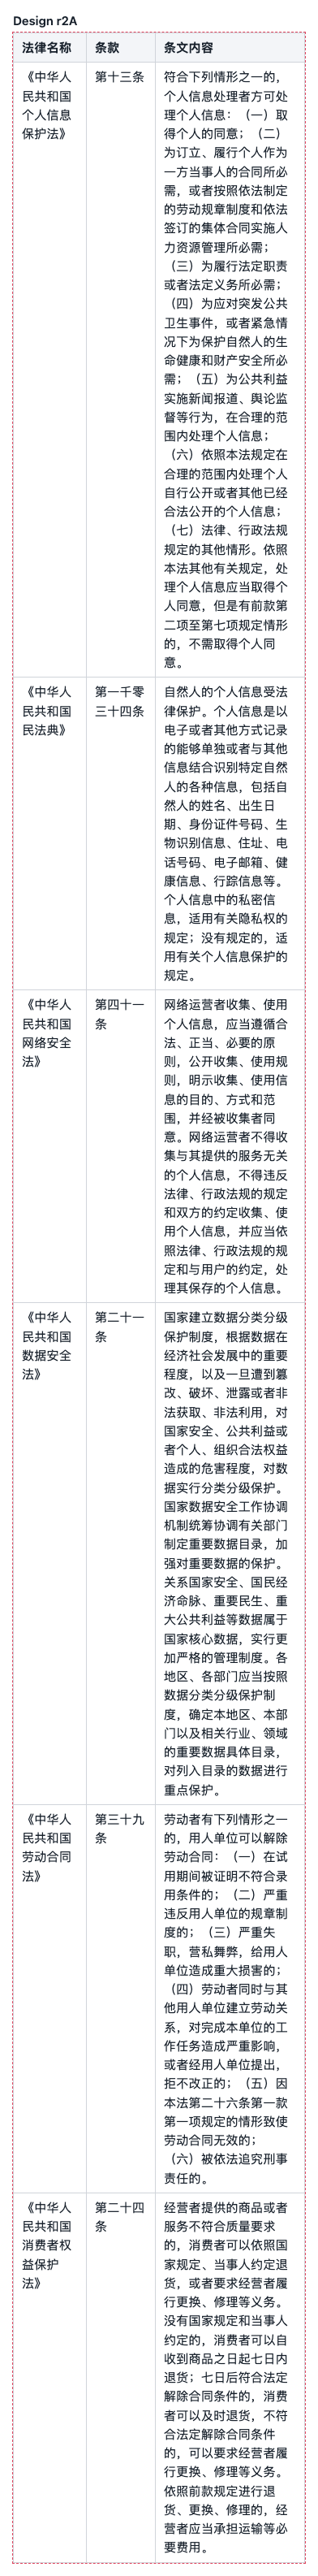 Design r2A
法律名称 条款 条文内容
《中华人 第十三条 符合下列情形之一的，
民共和国 个人信息处理者方可处
个人信息 理个人信息：（一）取
保护法》 得个人的同意；（二）
为订立、履行个人作为
一方当事人的合同所必
需，或者按照依法制定
的劳动规章制度和依法
签订的集体合同实施人
力资源管理所必需；
（三）为履行法定职责
或者法定义务所必需；
（四）为应对突发公共
卫生事件，或者紧急情
况下为保护自然人的生
命健康和财产安全所必
需；（五）为公共利益
实施新闻报道、舆论监
督等行为，在合理的范
围内处理个人信息；
（六）依照本法规定在
合理的范围内处理个人
自行公开或者其他已经
合法公开的个人信息；
（七）法律、行政法规
规定的其他情形。依照
本法其他有关规定，处
理个人信息应当取得个
人同意，但是有前款第
二项至第七项规定情形
的，不需取得个人同
意。
《中华人 第一千零 自然人的个人信息受法
民共和国 三十四条 律保护。个人信息是以
民法典》 电子或者其他方式记录
的能够单独或者与其他
信息结合识别特定自然
人的各种信息，包括自
然人的姓名、出生日
期、身份证件号码、生
物识别信息、住址、电
话号码、电子邮箱、健
康信息、行踪信息等。
个人信息中的私密信
息，适用有关隐私权的
规定；没有规定的，适
用有关个人信息保护的
规定。
《中华人 第四十一 网络运营者收集、使用
民共和国 条 个人信息，应当遵循合
网络安全 法、正当、必要的原
法》 则，公开收集、使用规
则，明示收集、使用信
息的目的、方式和范
围，并经被收集者同
意。网络运营者不得收
集与其提供的服务无关
的个人信息，不得违反
法律、行政法规的规定
和双方的约定收集、使
用个人信息，并应当依
照法律、行政法规的规
定和与用户的约定，处
理其保存的个人信息。
《中华人 第二十一 国家建立数据分类分级
民共和国 条 保护制度，根据数据在
数据安全 经济社会发展中的重要
法》 程度，以及一旦遭到篡
改、破坏、泄露或者非
法获取、非法利用，对
国家安全、公共利益或
者个人、组织合法权益
造成的危害程度，对数
据实行分类分级保护。
国家数据安全工作协调
机制统筹协调有关部门
制定重要数据目录，加
强对重要数据的保护。
关系国家安全、国民经
济命脉、重要民生、重
大公共利益等数据属于
国家核心数据，实行更
加严格的管理制度。各
地区、各部门应当按照
数据分类分级保护制
度，确定本地区、本部
门以及相关行业、领域
的重要数据具体目录，
对列入目录的数据进行
重点保护。
《中华人 第三十九 劳动者有下列情形之一
民共和国 条 的，用人单位可以解除
劳动合同 劳动合同：（一）在试
法》 用期间被证明不符合录
用条件的；（二）严重
违反用人单位的规章制
度的；（三）严重失
职，营私舞弊，给用人
单位造成重大损害的；
（四）劳动者同时与其
他用人单位建立劳动关
系，对完成本单位的工
作任务造成严重影响，
或者经用人单位提出，
拒不改正的；（五）因
本法第二十六条第一款
第一项规定的情形致使
劳动合同无效的；
（六）被依法追究刑事
责任的。
《中华人 第二十四 经营者提供的商品或者
民共和国 条 服务不符合质量要求
消费者权 的，消费者可以依照国
益保护 家规定、当事人约定退
法》 货，或者要求经营者履
行更换、修理等义务。
没有国家规定和当事人
约定的，消费者可以自
收到商品之日起七日内
退货；七日后符合法定
解除合同条件的，消费
者可以及时退货，不符
合法定解除合同条件
的，可以要求经营者履
行更换、修理等义务。
依照前款规定进行退
货、更换、修理的，经
营者应当承担运输等必
要费用。